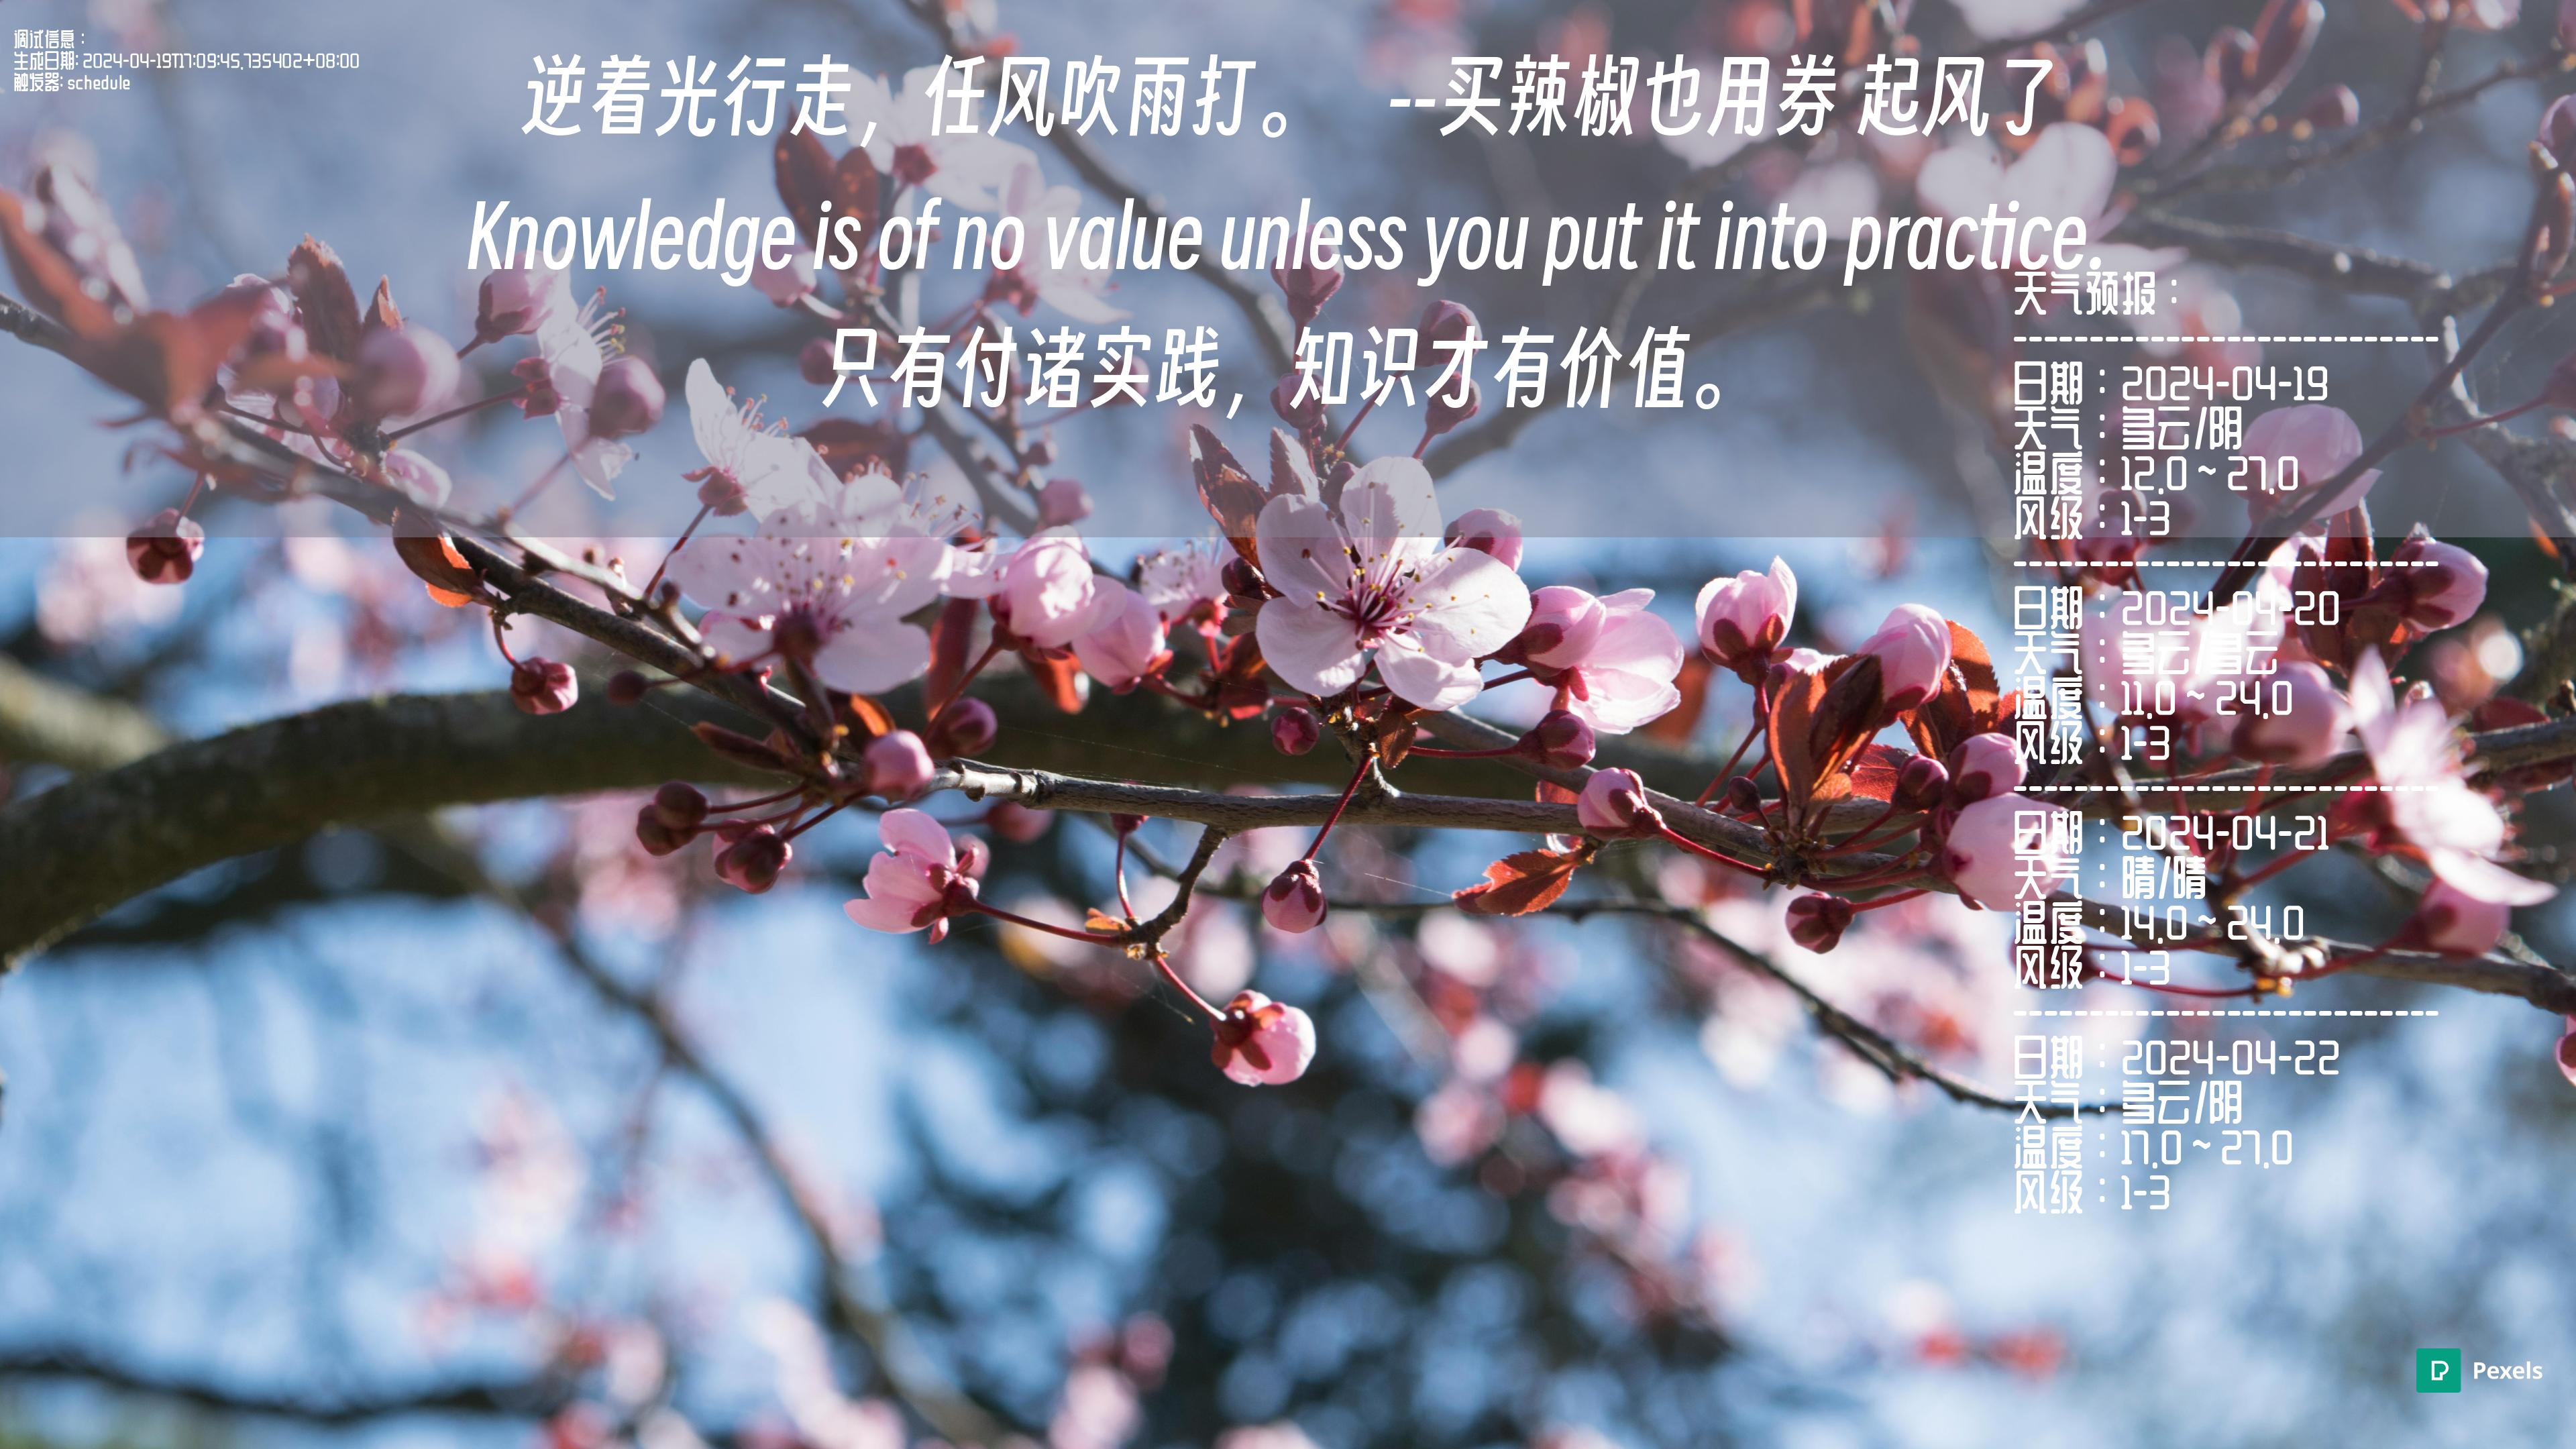 调试信息：
生成日期: 2024-04-19T17:09:45.735402+08:00
触发器: schedule
逆着光行走，任风吹雨打。 --买辣椒也用券 起风了
Knowledge is of no value unless you put it into practice.
只有付诸实践，知识才有价值。
天气预报：
------------------------------
日期：2024-04-19
天气：多云/阴
温度：12.0 ~ 27.0
风级：1-3
------------------------------
日期：2024-04-20
天气：多云/多云
温度：11.0 ~ 24.0
风级：1-3
------------------------------
日期：2024-04-21
天气：晴/晴
温度：14.0 ~ 24.0
风级：1-3
------------------------------
日期：2024-04-22
天气：多云/阴
温度：17.0 ~ 27.0
风级：1-3
Pexels